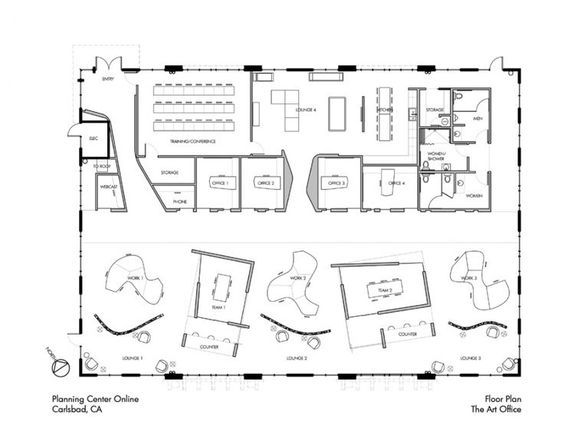 ENTRY
ELEC
TO ROOF
WEBCAST
TRAINING/CONFERENCE
STORAGE
PHONE
OFFICE 1
OFFICE 2
LOUNGE 4
OFFICE 3
OFFICE 4
KITCHEN
STORAGE
MEN
WOMEN/
SHOWER
WOMEN
WORK 1
TEAM 1
WORK 2
TEAM 2
WORK 3
COUNTER
COUNTER
LOUNGE 1
LOUNGE 2
LOUNGE 3
NORTH
Planning Center Online
Carlsbad, CA
Floor Plan
The Art Office